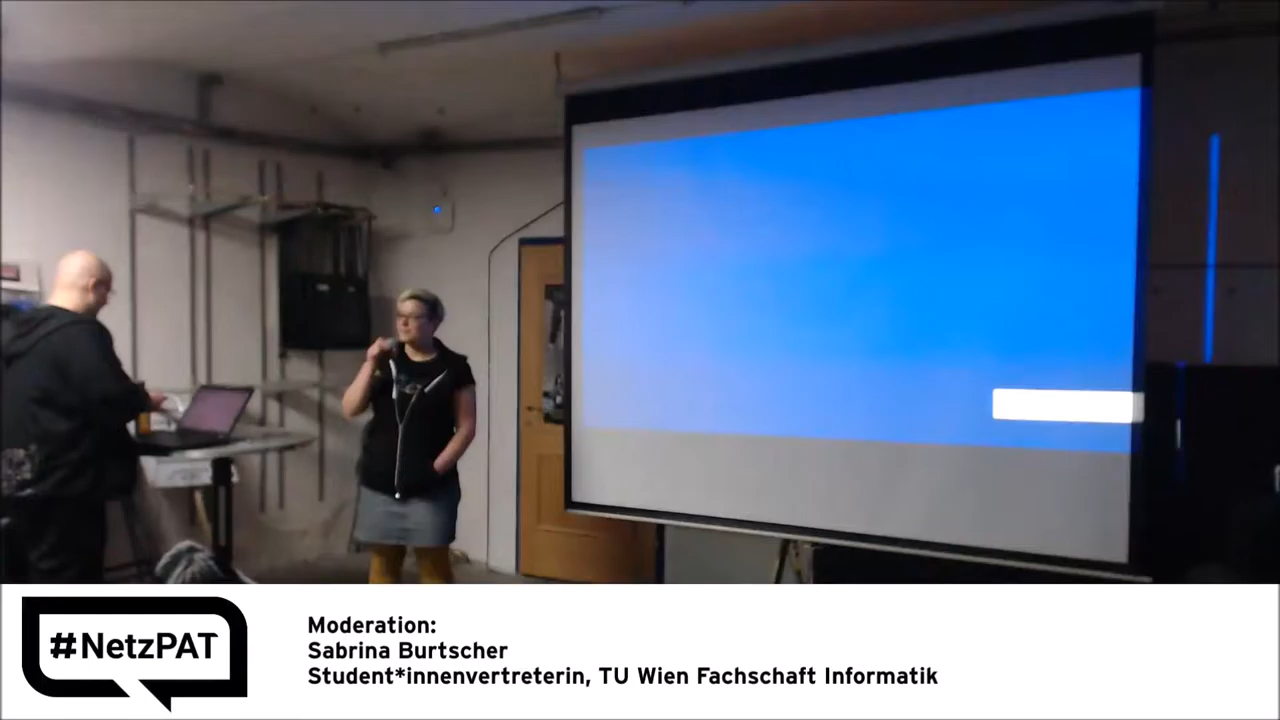 #NetzPAT
Moderation:
Sabrina Burtscher
Student*innenvertreterin, TU Wien Fachschaft Informatik